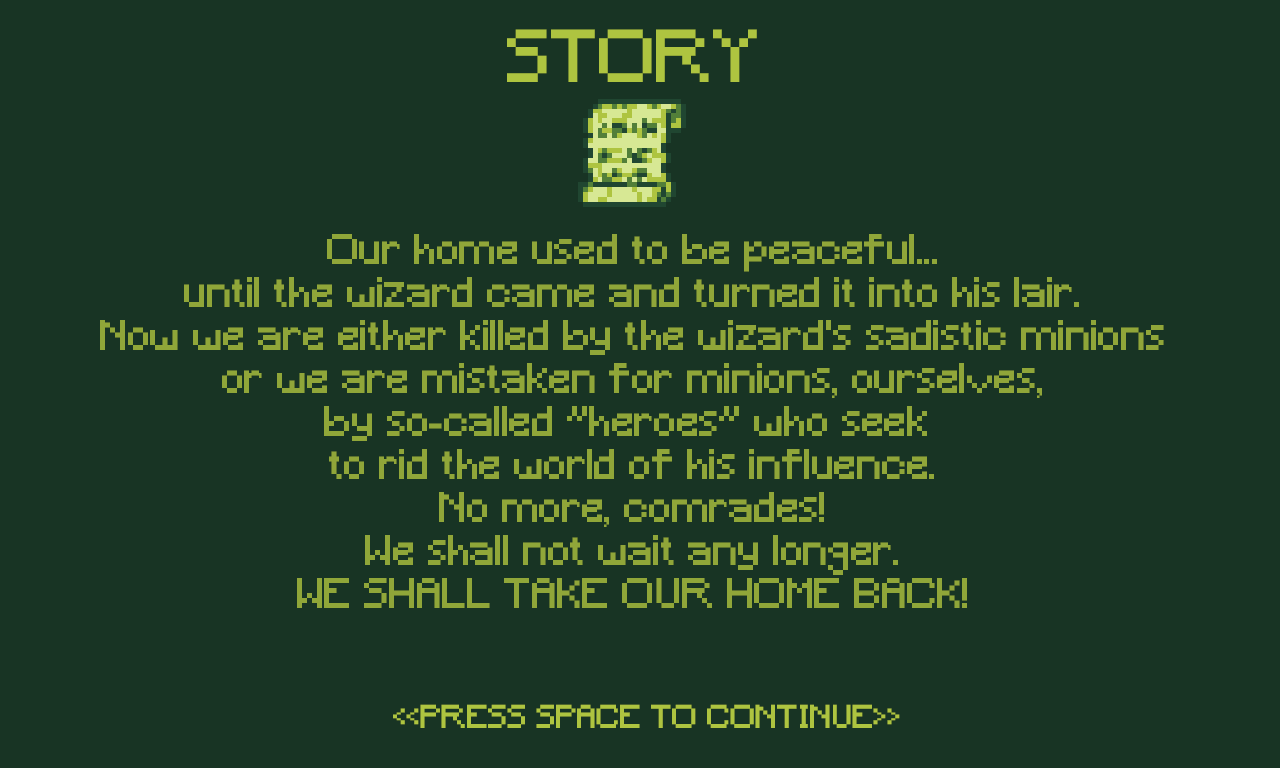 STORY
Our home used to be peaceful...
until the wizard came and turned it into his lair.
Now we are either killed by the wizard's sadistic minions
or we are mistaken for minions, ourselves,
by so-called "heroes" who seek
to rid the world of his influence.
No more, comrades!
We shall not wait any longer.
WE SHALL TAKE OUR HOME BACK!
<<PRESS SPACE TO CONTINUE>>